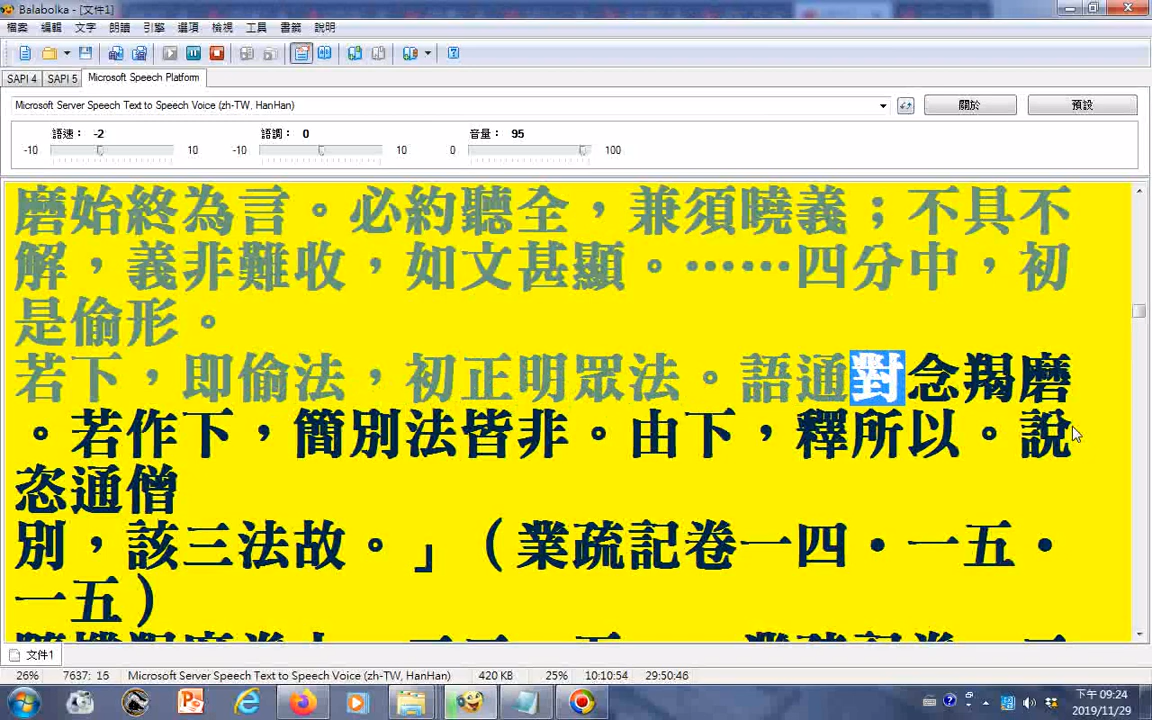 Balabolka - [文件1]
檔案 編輯 文字 朗讀 引擎 選項 檢視 工具 書籤 說明
SAPI 4 SAPI 5 Microsoft Speech Platform
Microsoft Server Speech Text to Speech Voice (zh-TW, HanHan) 關於 預設
語速： -2 語調： 0 音量： 95
-10 10 -10 10 0 100
磨始終為言。必約聽全，兼須曉義；不具不
解，義非難收，如文甚顯。……四分中，初
是偷形。
若下，即偷法，初正明眾法。語通對念羯磨
。若作下，簡別法皆非。由下，釋所以。說
恣通僧
別，該三法故。」（業疏記卷一四·一五·
一五）
文件1
26% 7637: 15 Microsoft Server Speech Text to Speech Voice (zh-TW, HanHan) 420 KB 25% 10:10:54 29:50:46
下午 09:24
2019/11/29